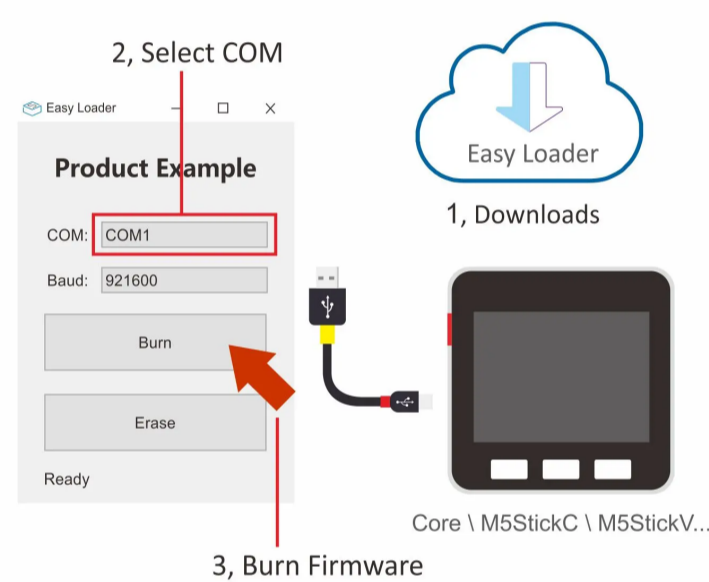 2, Select COM
Easy Loader
Product Example
COM: COM1
Baud: 921600
Burn
Erase
Ready
3, Burn Firmware
Easy Loader
1, Downloads
Core \ M5StickC \ M5StickV...